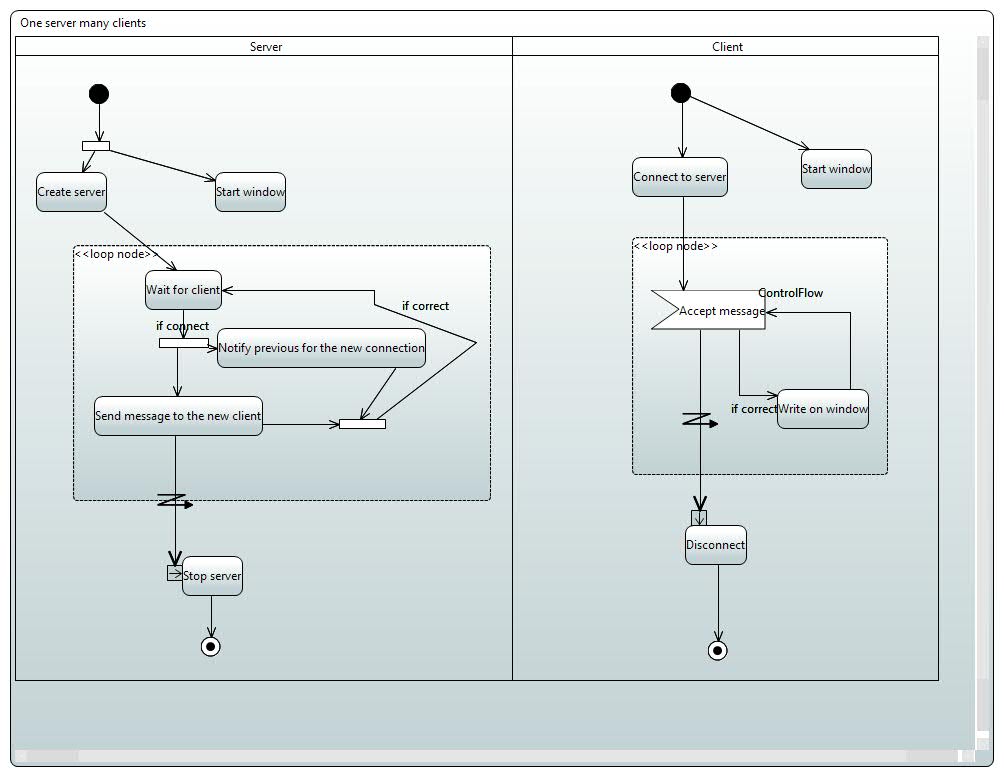 One server many clients
Server
Client
Create server
Start window
<<loop node>>
Wait for client
if connect
if correct
Notify previous for the new connection
Send message to the new client
Stop server
Connect to server
Start window
<<loop node>>
ControlFlow
Accept message
if correct
Write on window
Disconnect